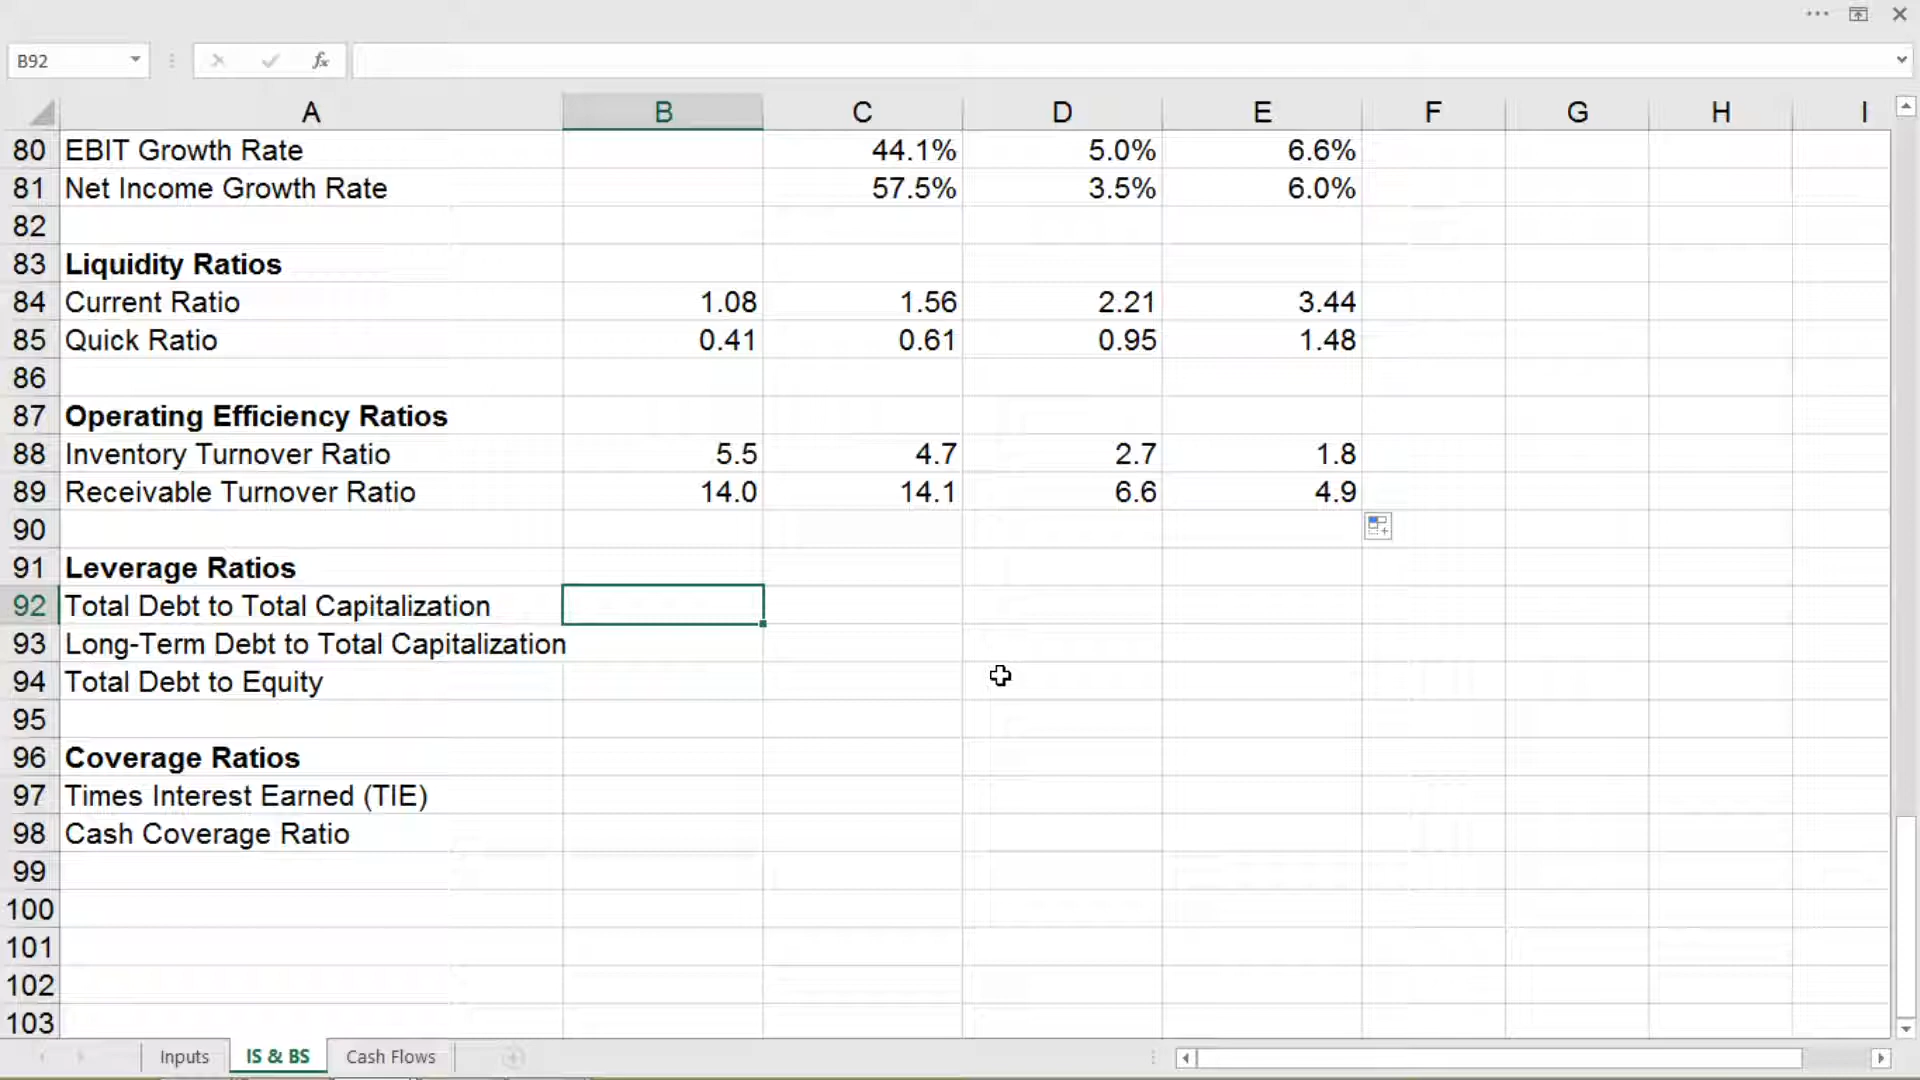 B92
fx
A B C D E F G H I
80 EBIT Growth Rate 44.1% 5.0% 6.6%
81 Net Income Growth Rate 57.5% 3.5% 6.0%
82
83 Liquidity Ratios
84 Current Ratio 1.08 1.56 2.21 3.44
85 Quick Ratio 0.41 0.61 0.95 1.48
86
87 Operating Efficiency Ratios
88 Inventory Turnover Ratio 5.5 4.7 2.7 1.8
89 Receivable Turnover Ratio 14.0 14.1 6.6 4.9
90
91 Leverage Ratios
92 Total Debt to Total Capitalization
93 Long-Term Debt to Total Capitalization
94 Total Debt to Equity
95
96 Coverage Ratios
97 Times Interest Earned (TIE)
98 Cash Coverage Ratio
99
100
101
102
103
Inputs IS & BS Cash Flows